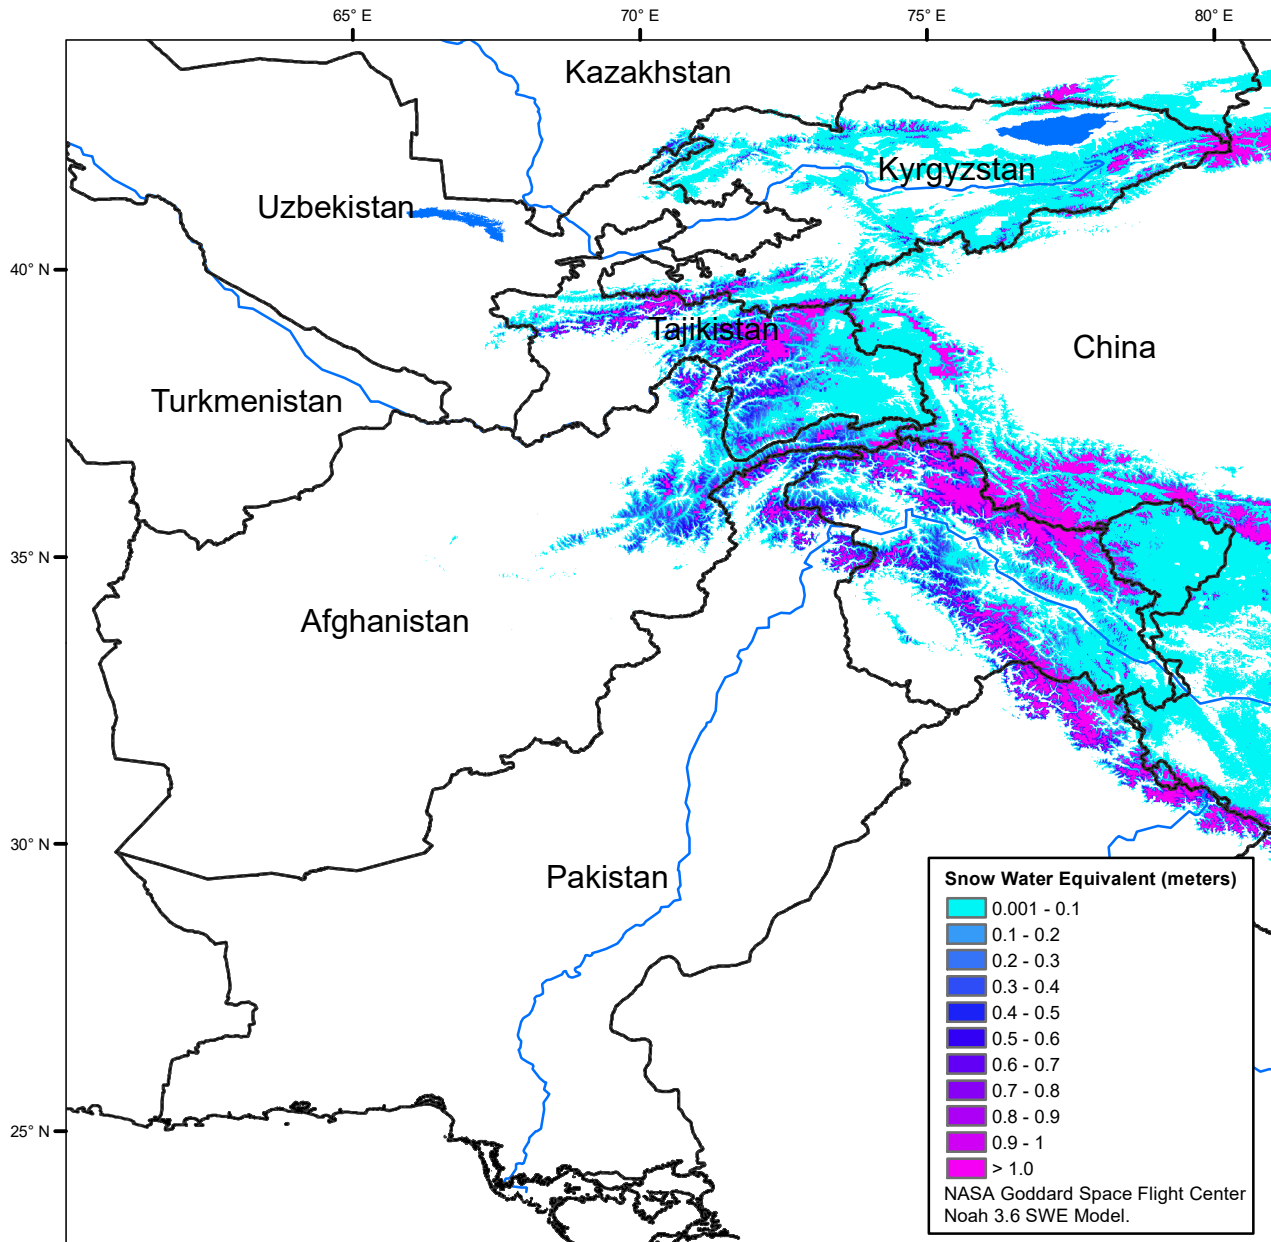 65° E
70° E
75° E
80° E
Kazakhstan
Kyrgyzstan
Uzbekistan
40° N
Tajikistan
China
Turkmenistan
35° N
Afghanistan
30° N
Pakistan
25° N
Snow Water Equivalent (meters)
0.001 - 0.1
0.1 - 0.2
0.2 - 0.3
0.3 - 0.4
0.4 - 0.5
0.5 - 0.6
0.6 - 0.7
0.7 - 0.8
0.8 - 0.9
0.9 - 1
> 1.0
NASA Goddard Space Flight Center
Noah 3.6 SWE Model.